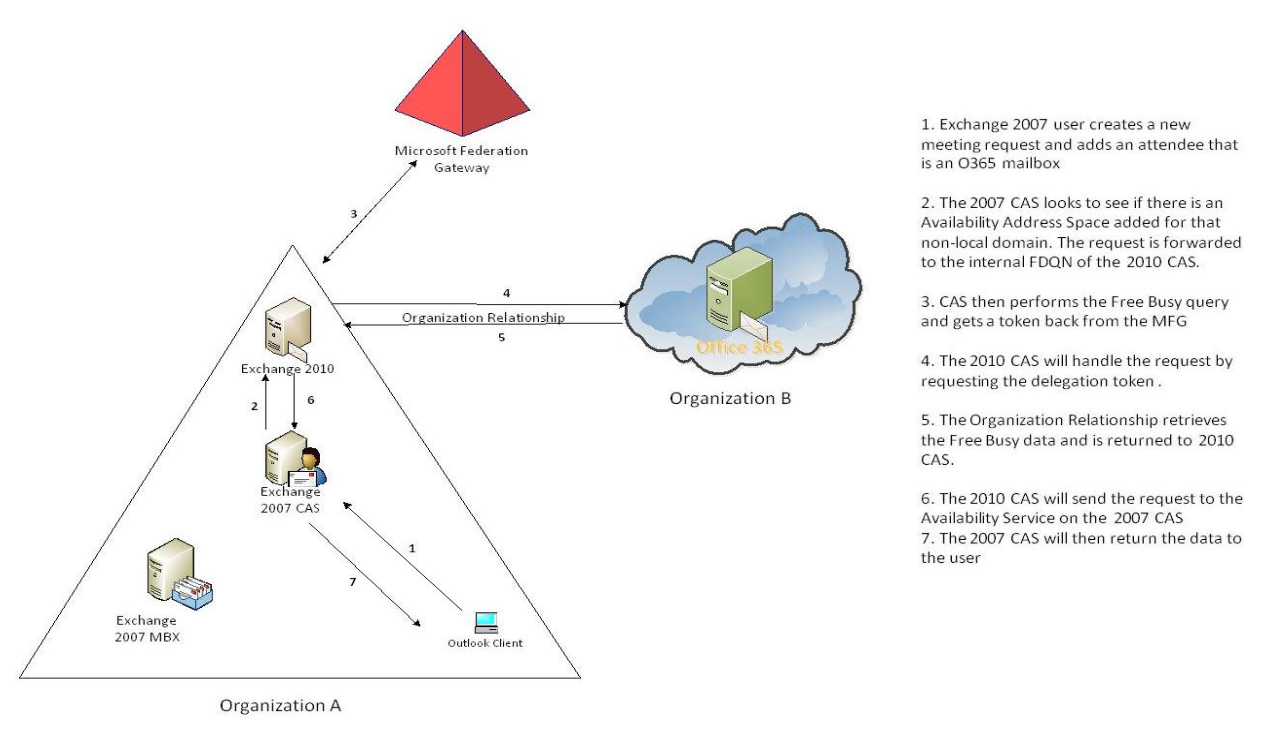 Microsoft Federation
Gateway
3
4
Organization Relationship
5
Exchange 2010
2
6
Exchange
2007 CAS
1
7
Exchange
2007 MBX
Outlook Client
Organization A
Office 365
Organization B
1. Exchange 2007 user creates a new
meeting request and adds an attendee that
is an O365 mailbox
2. The 2007 CAS looks to see if there is an
Availability Address Space added for that
non-local domain. The request is forwarded
to the internal FDQN of the 2010 CAS.
3. CAS then performs the Free Busy query
and gets a token back from the MFG
4. The 2010 CAS will handle the request by
requesting the delegation token .
5. The Organization Relationship retrieves
the Free Busy data and is returned to 2010
CAS.
6. The 2010 CAS will send the request to the
Availability Service on the 2007 CAS
7. The 2007 CAS will then return the data to
the user